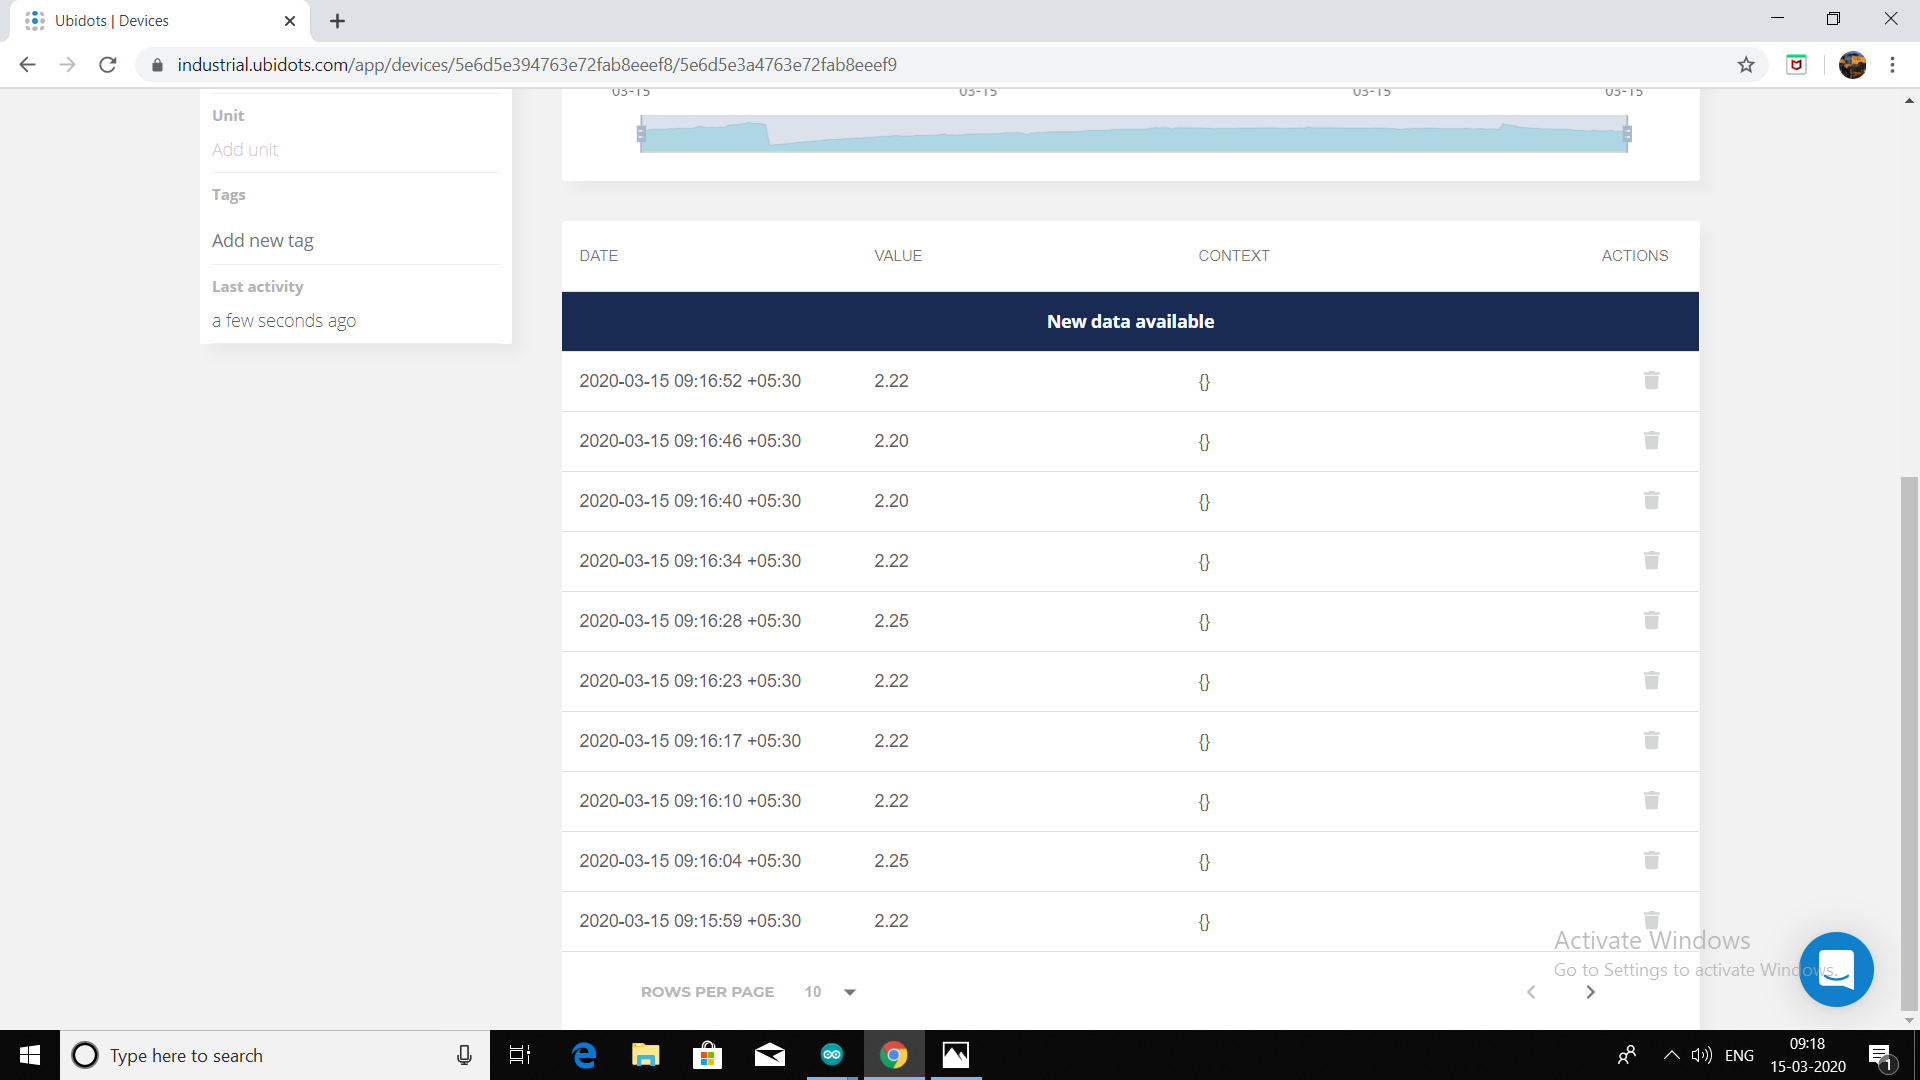 Ubidots | Devices
industrial.ubidots.com/app/devices/5e6d5e394763e72fab8eeef8/5e6d5e3a4763e72fab8eeef9
03-15 03-15 03-15 03-15
Unit
Add unit
Tags
Add new tag
Last activity
a few seconds ago
DATE VALUE CONTEXT ACTIONS
New data available
2020-03-15 09:16:52 +05:30 2.22 {}
2020-03-15 09:16:46 +05:30 2.20 {}
2020-03-15 09:16:40 +05:30 2.20 {}
2020-03-15 09:16:34 +05:30 2.22 {}
2020-03-15 09:16:28 +05:30 2.25 {}
2020-03-15 09:16:23 +05:30 2.22 {}
2020-03-15 09:16:17 +05:30 2.22 {}
2020-03-15 09:16:10 +05:30 2.22 {}
2020-03-15 09:16:04 +05:30 2.25 {}
2020-03-15 09:15:59 +05:30 2.22 {}
Activate Windows
Go to Settings to activate Windows.
ROWS PER PAGE 10
Type here to search
ENG
09:18
15-03-2020
1